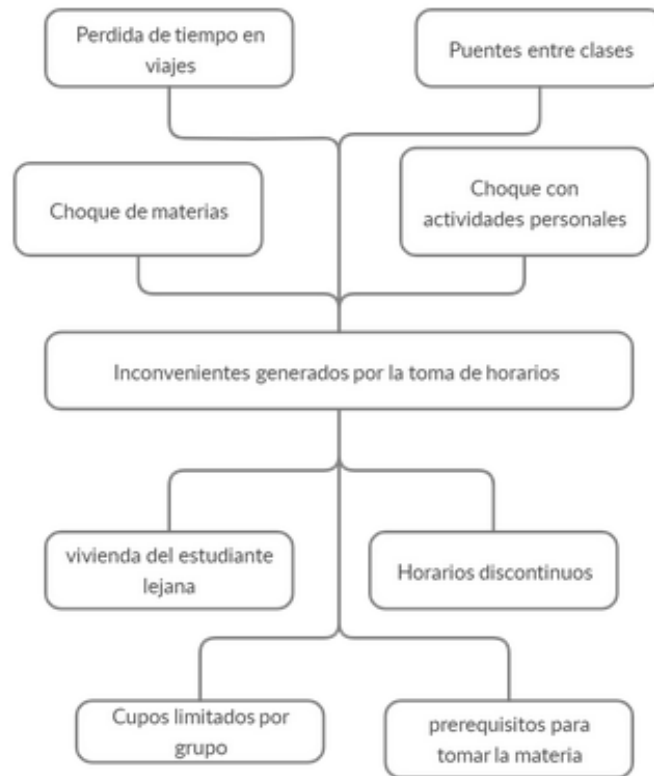 Perdida de tiempo en
viajes
Puentes entre clases
Choque de materias
Choque con
actividades personales
Inconvenientes generados por la toma de horarios
vivienda del estudiante
lejana
Horarios discontinuos
Cupos limitados por
grupo
prerequisitos para
tomar la materia